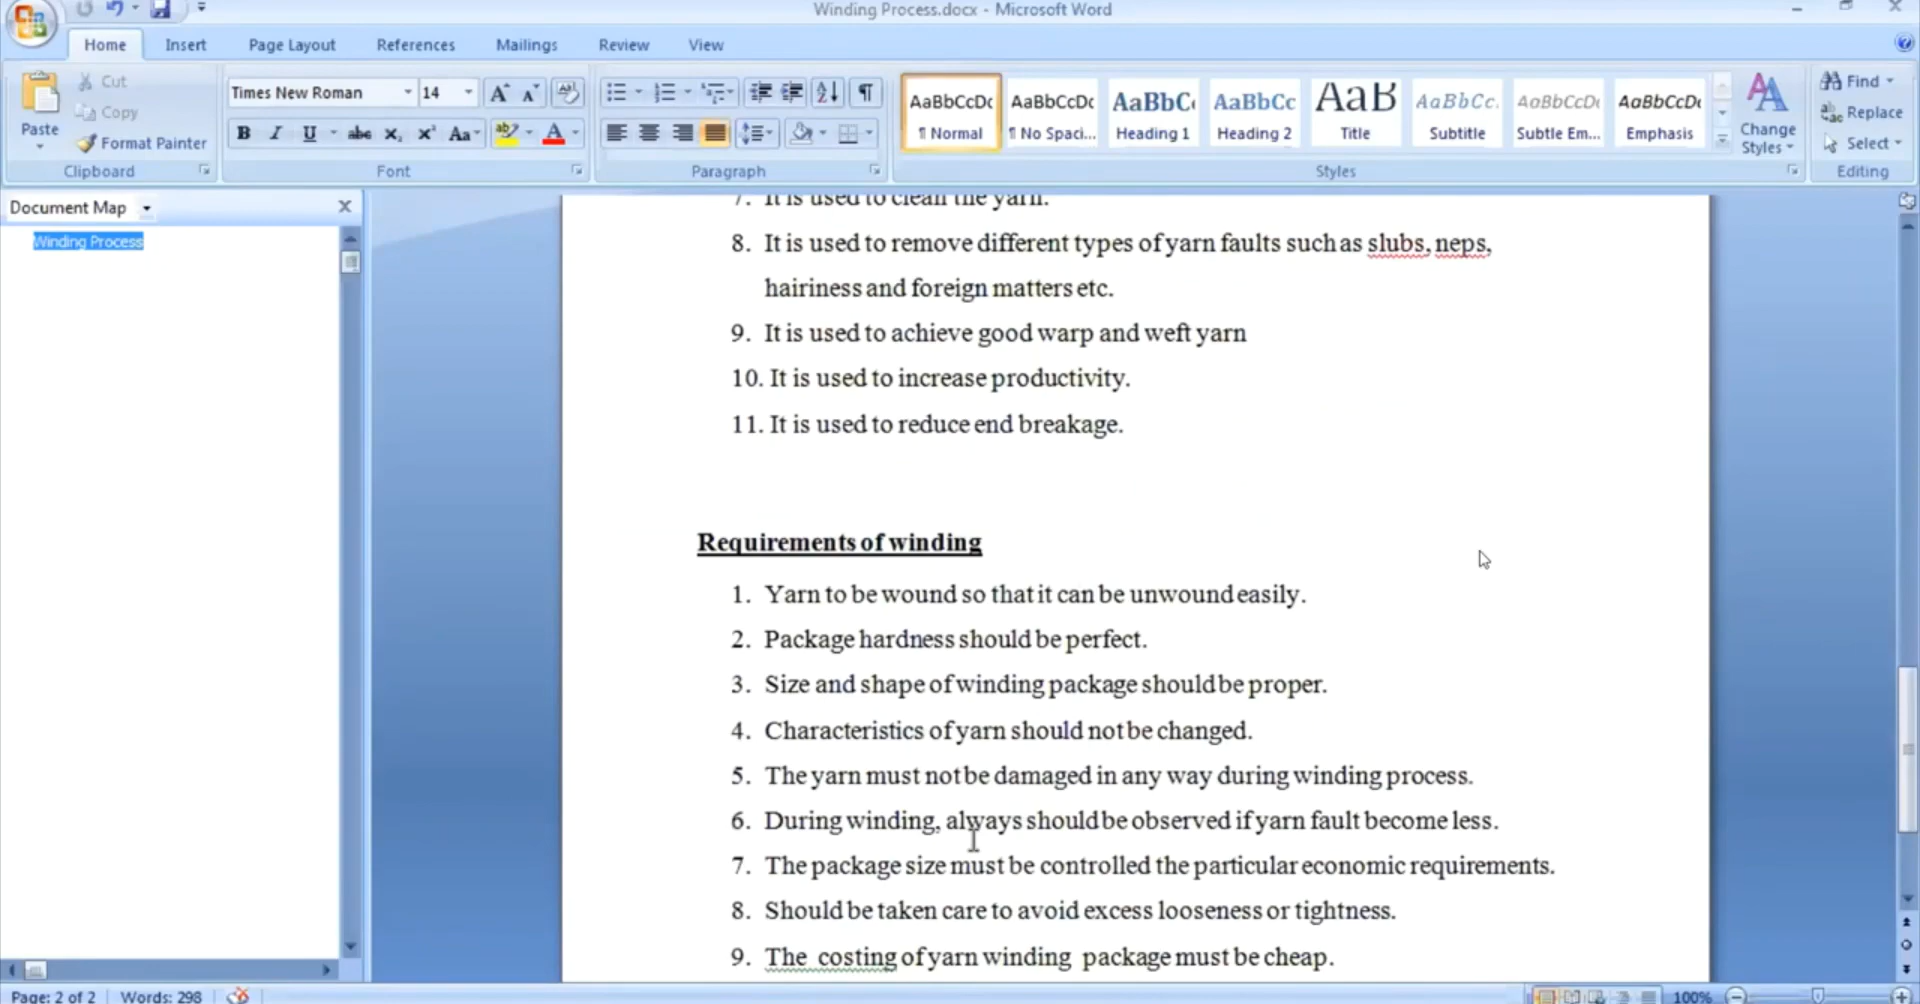 Winding Process.docx - Microsoft Word
Home Insert Page Layout References Mailings Review View
Paste
Cut
Copy
Format Painter
Clipboard
Times New Roman 14
B I U abc X₂ X² Aa ab A
Font
Paragraph
AaBbCcDc AaBbCcDc AaBbC AaBbCc AaB AaBbCc. AaBbCcDc AaBbCcDc
¶ Normal ¶ No Spaci... Heading 1 Heading 2 Title Subtitle Subtle Em... Emphasis
Change
Styles
Styles
Find
Replace
Select
Editing
Document Map
Winding Process
7. It is used to clean the yarn.
8. It is used to remove different types of yarn faults such as slubs, neps,
hairiness and foreign matters etc.
9. It is used to achieve good warp and weft yarn
10. It is used to increase productivity.
11. It is used to reduce end breakage.
Requirements of winding
1. Yarn to be wound so that it can be unwound easily.
2. Package hardness should be perfect.
3. Size and shape of winding package should be proper.
4. Characteristics of yarn should not be changed.
5. The yarn must not be damaged in any way during winding process.
6. During winding, always should be observed if yarn fault become less.
7. The package size must be controlled the particular economic requirements.
8. Should be taken care to avoid excess looseness or tightness.
9. The costing of yarn winding package must be cheap.
Page: 2 of 2 Words: 298 100%